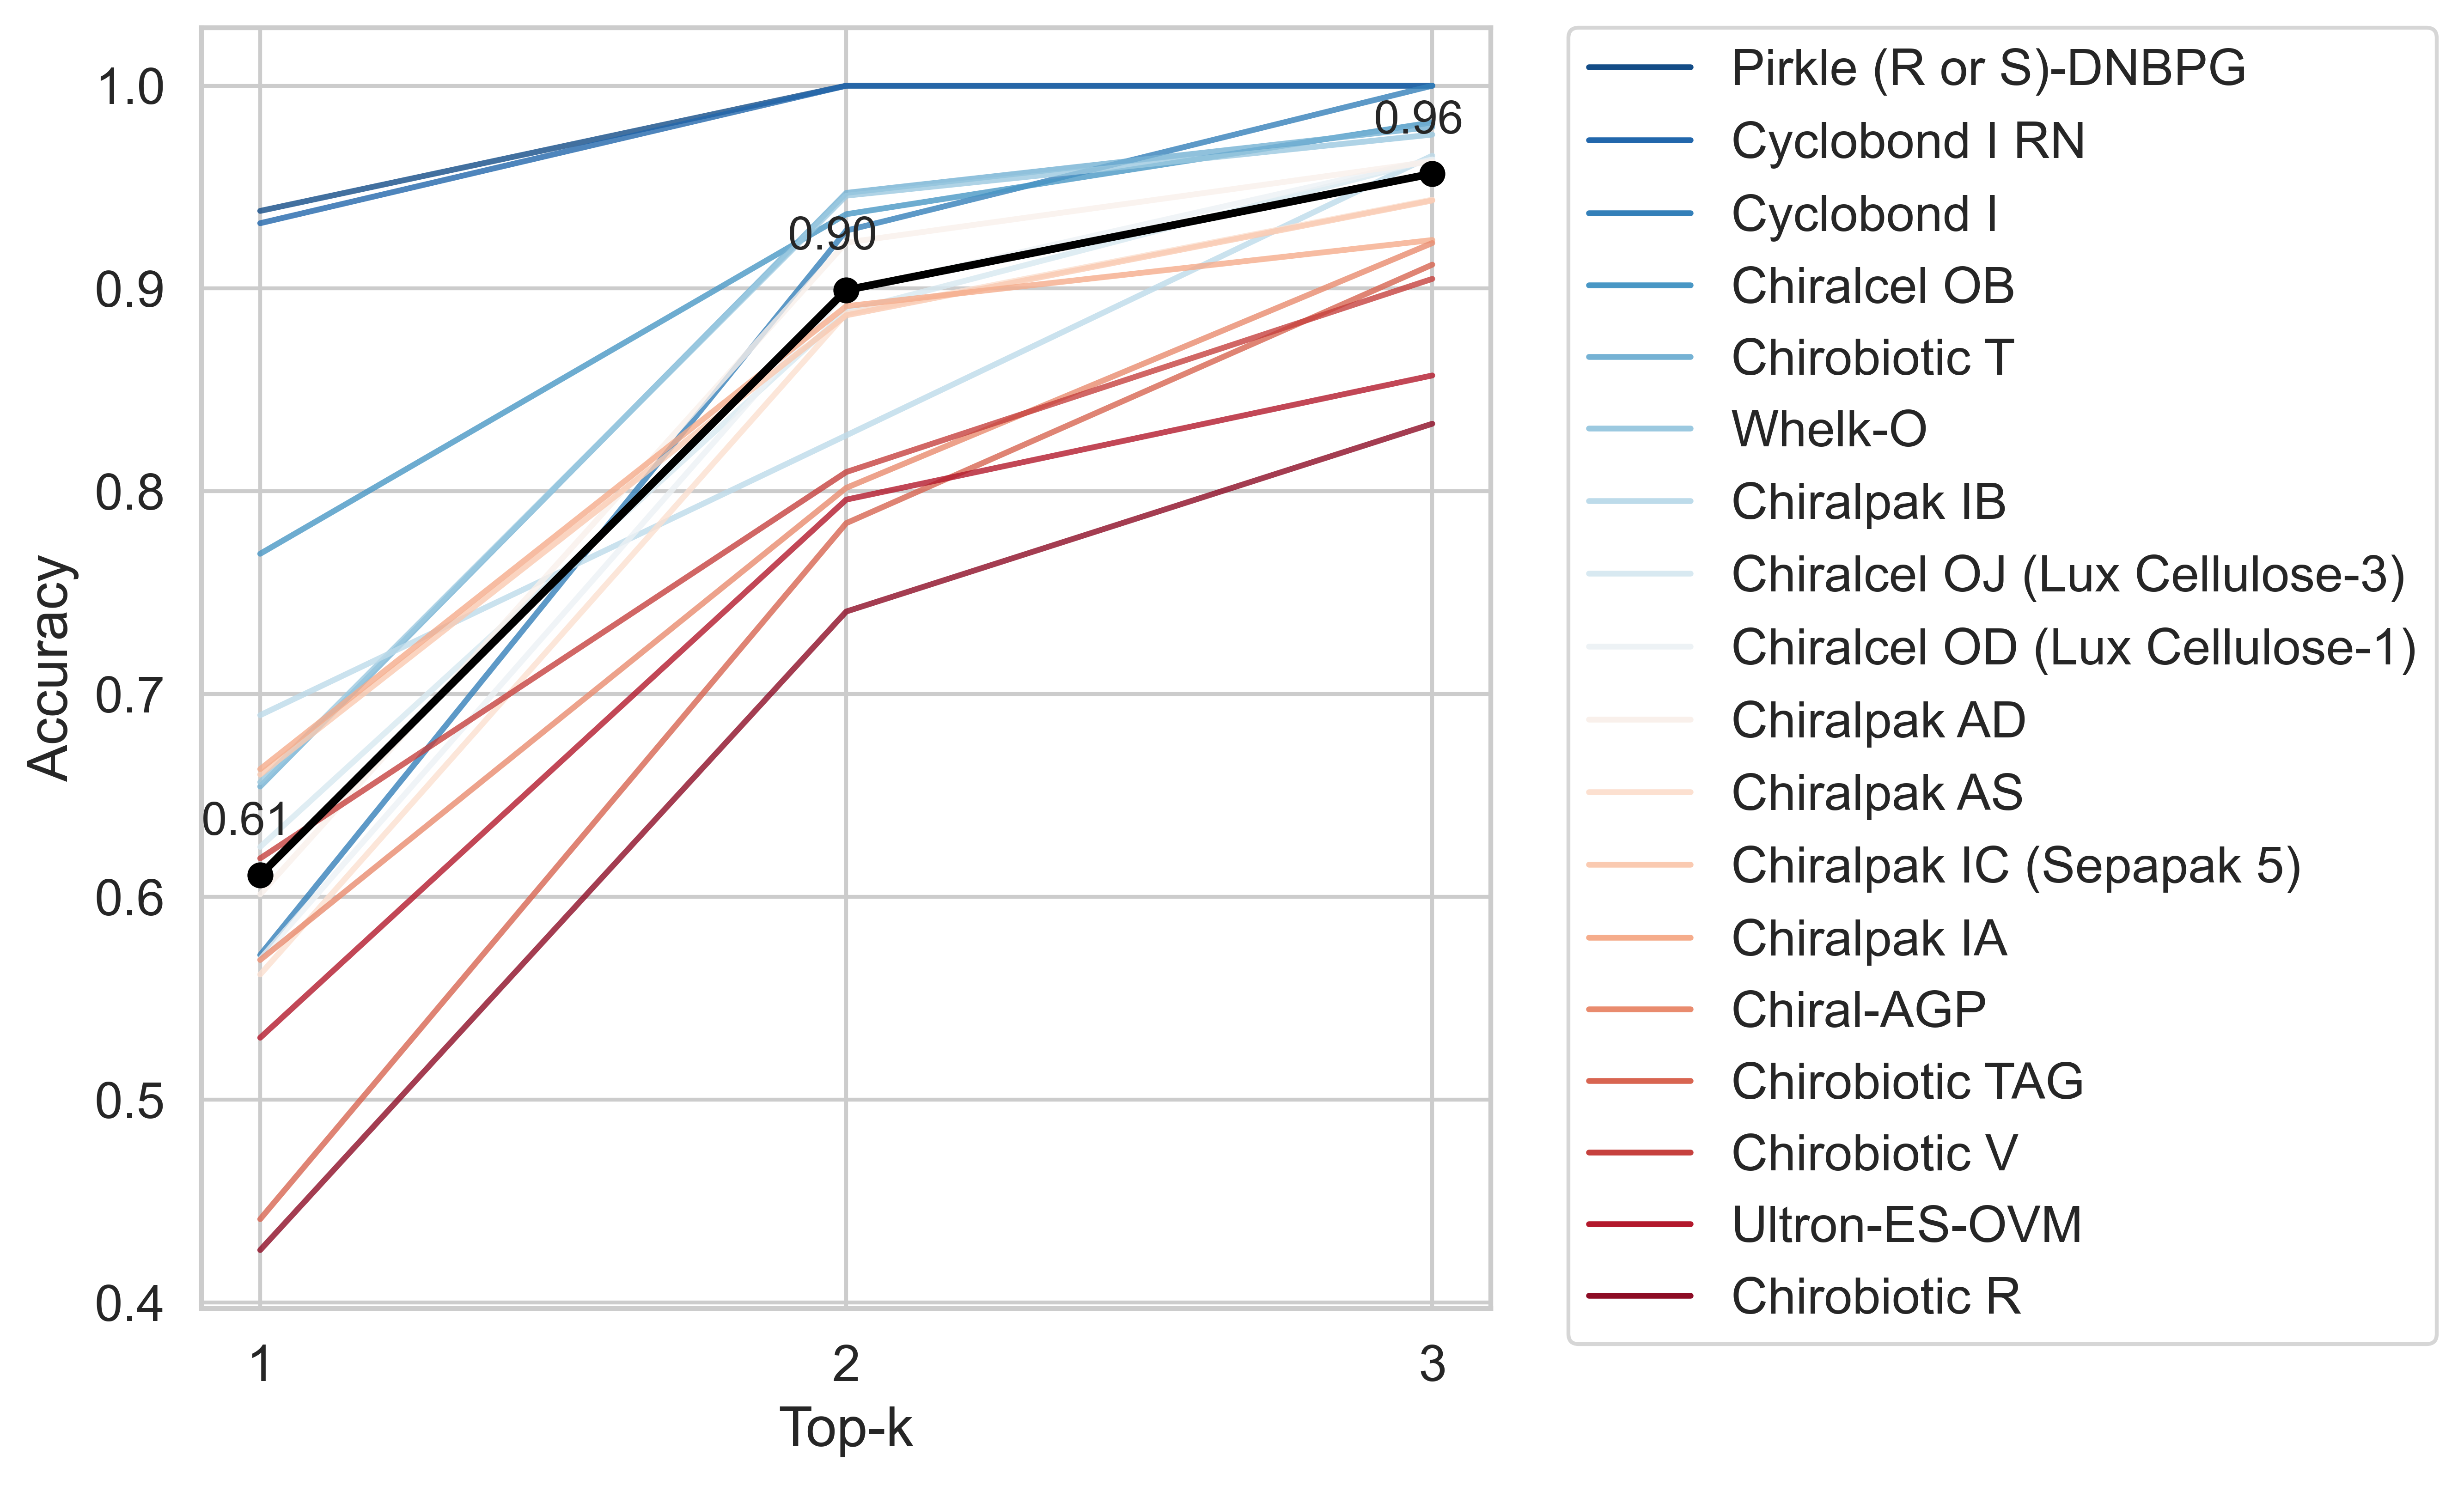 1.0
0.9
0.8
0.7
0.6
0.5
0.4
Accuracy
0.61
0.90
0.96
1
2
3
Top-k
Pirkle (R or S)-DNBPG
Cyclobond I RN
Cyclobond I
Chiralcel OB
Chirobiotic T
Whelk-O
Chiralpak IB
Chiralcel OJ (Lux Cellulose-3)
Chiralcel OD (Lux Cellulose-1)
Chiralpak AD
Chiralpak AS
Chiralpak IC (Sepapak 5)
Chiralpak IA
Chiral-AGP
Chirobiotic TAG
Chirobiotic V
Ultron-ES-OVM
Chirobiotic R